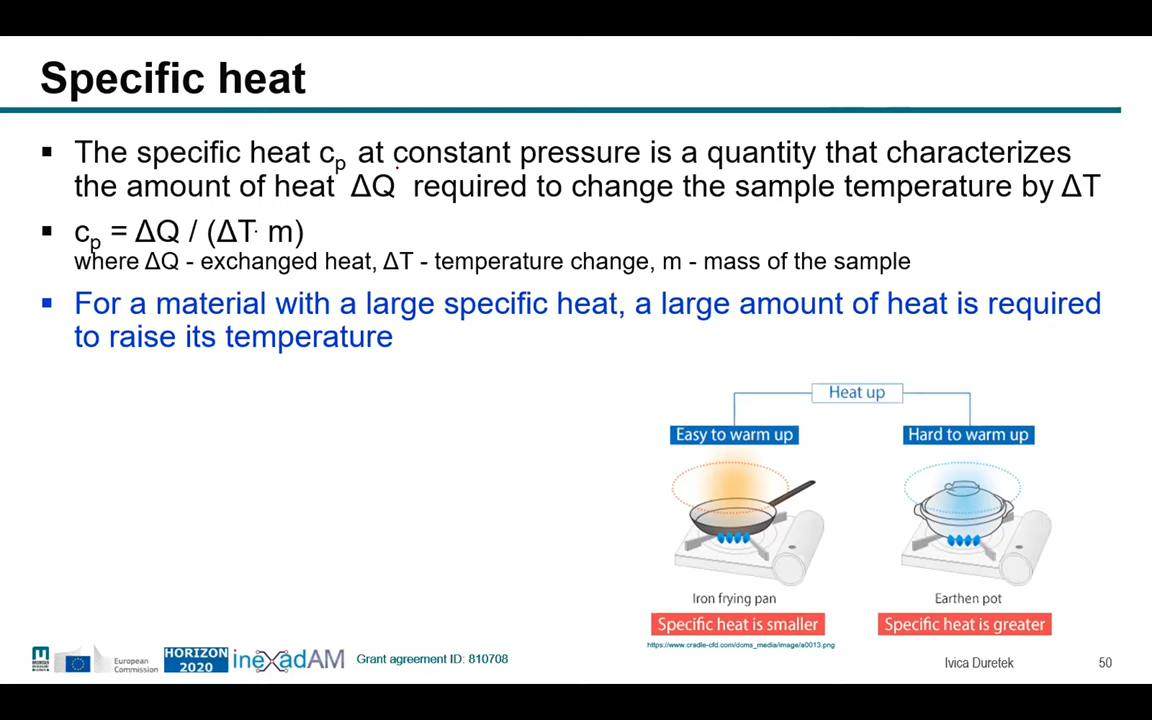 Specific heat
▪ The specific heat cp at constant pressure is a quantity that characterizes
the amount of heat ΔQ required to change the sample temperature by ΔT
▪ cp = ΔQ / (ΔT· m)
where ΔQ - exchanged heat, ΔT - temperature change, m - mass of the sample
▪ For a material with a large specific heat, a large amount of heat is required
to raise its temperature
Heat up
Easy to warm up
Hard to warm up
Iron frying pan
Earthen pot
Specific heat is smaller
Specific heat is greater
https://www.cradle-cfd.com/dcms_media/image/a0013.png
European
Commission
HORIZON
2020
inexadAM
Grant agreement ID: 810708
Ivica Duretek
50